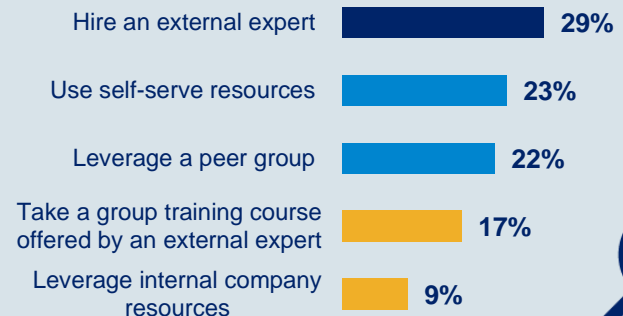 Hire an external expert 29%
Use self-serve resources 23%
Leverage a peer group 22%
Take a group training course
offered by an external expert 17%
Leverage internal company
resources 9%